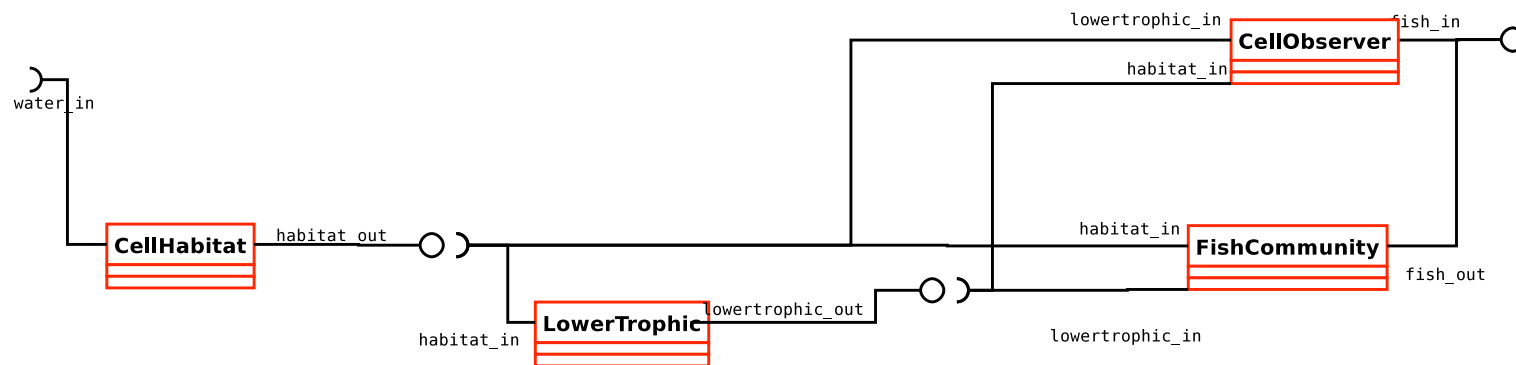 lowertrophic_in
fish_in
CellObserver
habitat_in
water_in
habitat_in
habitat_out
CellHabitat
FishCommunity
fish_out
lowertrophic_out
LowerTrophic
habitat_in
lowertrophic_in